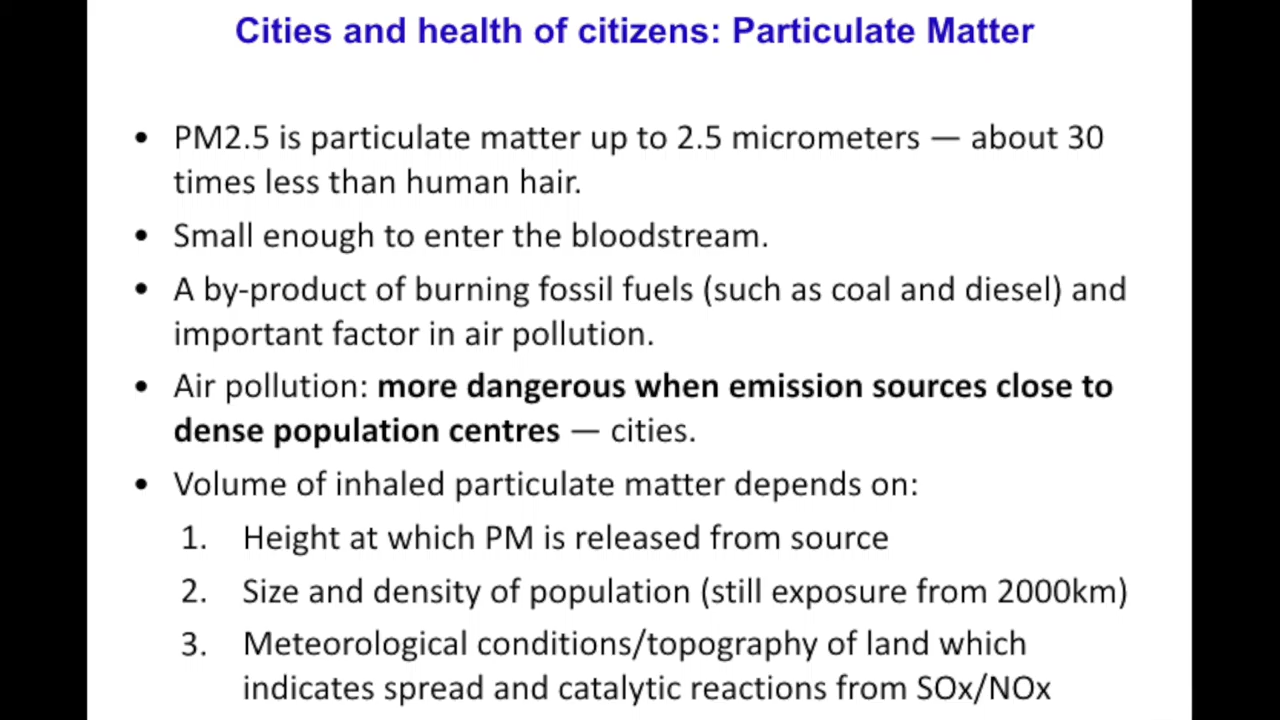 Cities and health of citizens: Particulate Matter
• PM2.5 is particulate matter up to 2.5 micrometers — about 30
times less than human hair.
• Small enough to enter the bloodstream.
• A by-product of burning fossil fuels (such as coal and diesel) and
important factor in air pollution.
• Air pollution: more dangerous when emission sources close to
dense population centres — cities.
• Volume of inhaled particulate matter depends on:
1. Height at which PM is released from source
2. Size and density of population (still exposure from 2000km)
3. Meteorological conditions/topography of land which
indicates spread and catalytic reactions from SOx/NOx